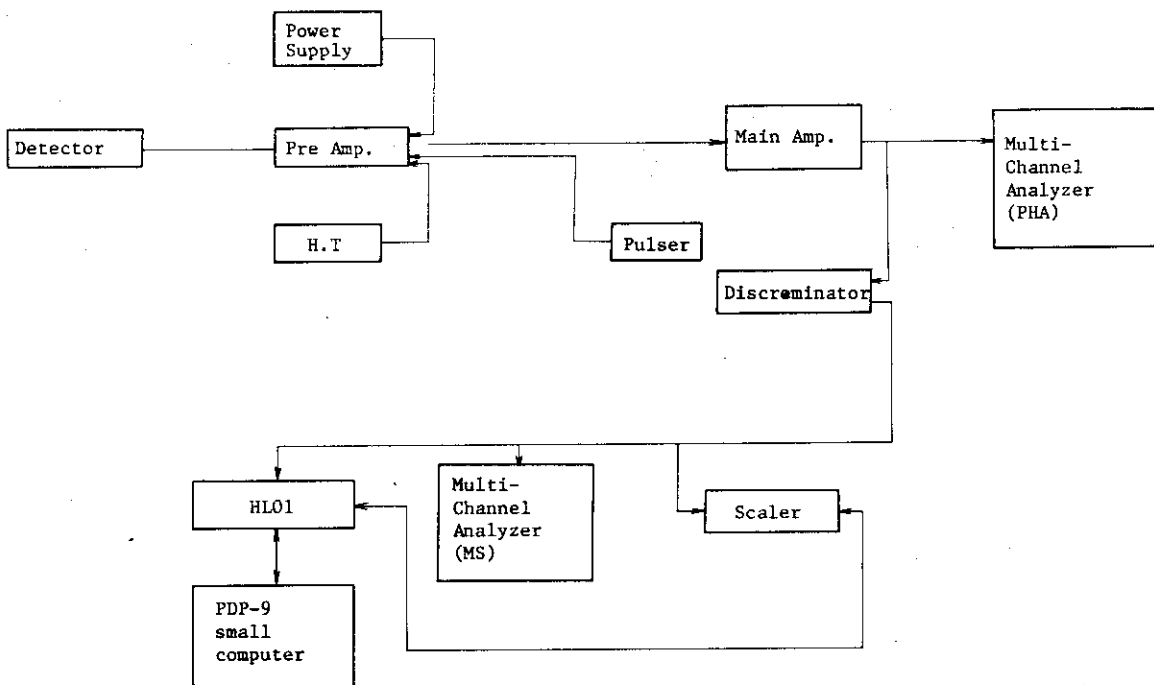 Power
Supply
Detector
Pre Amp.
Main Amp.
Multi-
Channel
Analyzer
(PHA)
H.T
Pulser
Discreminator
HL01
Multi-
Channel
Analyzer
(MS)
Scaler
PDP-9
small
computer